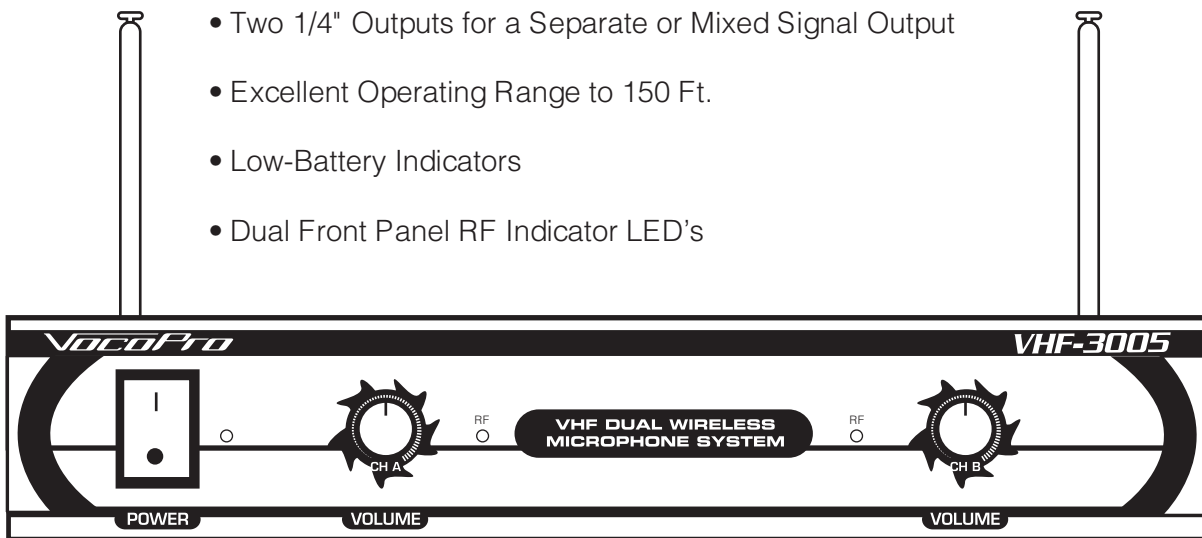 • Two 1/4" Outputs for a Separate or Mixed Signal Output
• Excellent Operating Range to 150 Ft.
• Low-Battery Indicators
• Dual Front Panel RF Indicator LED’s
VocoPro
VHF-3005
RF
VHF DUAL WIRELESS
MICROPHONE SYSTEM
RF
CH A
CH B
POWER
VOLUME
VOLUME